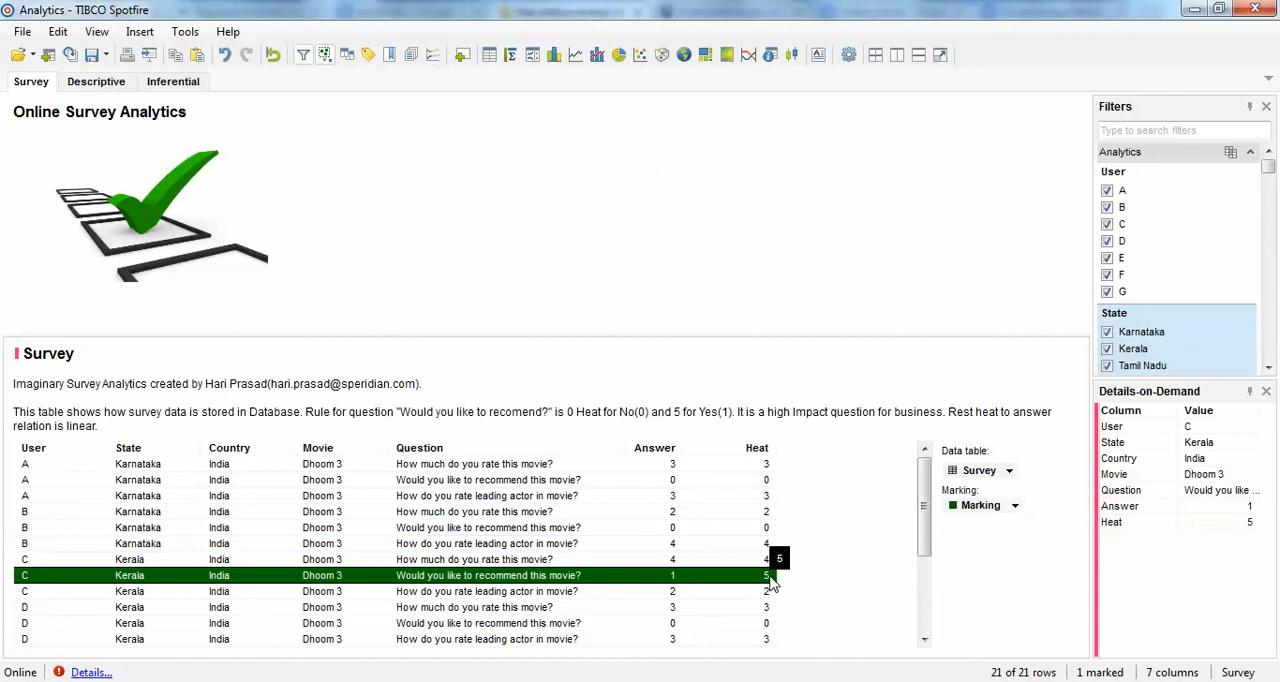 Analytics - TIBCO Spotfire
File Edit View Insert Tools Help
Survey Descriptive Inferential
Online Survey Analytics
Survey
Imaginary Survey Analytics created by Hari Prasad(hari.prasad@speridian.com).
This table shows how survey data is stored in Database. Rule for question "Would you like to recomend?" is 0 Heat for No(0) and 5 for Yes(1). It is a high Impact question for business. Rest heat to answer
relation is linear.
User State Country Movie Question Answer Heat
A Karnataka India Dhoom 3 How much do you rate this movie? 3 3
A Karnataka India Dhoom 3 Would you like to recommend this movie? 0 0
A Karnataka India Dhoom 3 How do you rate leading actor in movie? 3 3
B Karnataka India Dhoom 3 How much do you rate this movie? 2 2
B Karnataka India Dhoom 3 Would you like to recommend this movie? 0 0
B Karnataka India Dhoom 3 How do you rate leading actor in movie? 4 4
C Kerala India Dhoom 3 How much do you rate this movie? 4 4
5
C Kerala India Dhoom 3 Would you like to recommend this movie? 1 5
C Kerala India Dhoom 3 How do you rate leading actor in movie? 2 2
D Kerala India Dhoom 3 How much do you rate this movie? 3 3
D Kerala India Dhoom 3 Would you like to recommend this movie? 0 0
D Kerala India Dhoom 3 How do you rate leading actor in movie? 3 3
Data table:
Survey
Marking:
Marking
Filters
Type to search filters
Analytics
User
A
B
C
D
E
F
G
State
Karnataka
Kerala
Tamil Nadu
Details-on-Demand
Column Value
User C
State Kerala
Country India
Movie Dhoom 3
Question Would you like ...
Answer 1
Heat 5
Online Details... 21 of 21 rows 1 marked 7 columns Survey